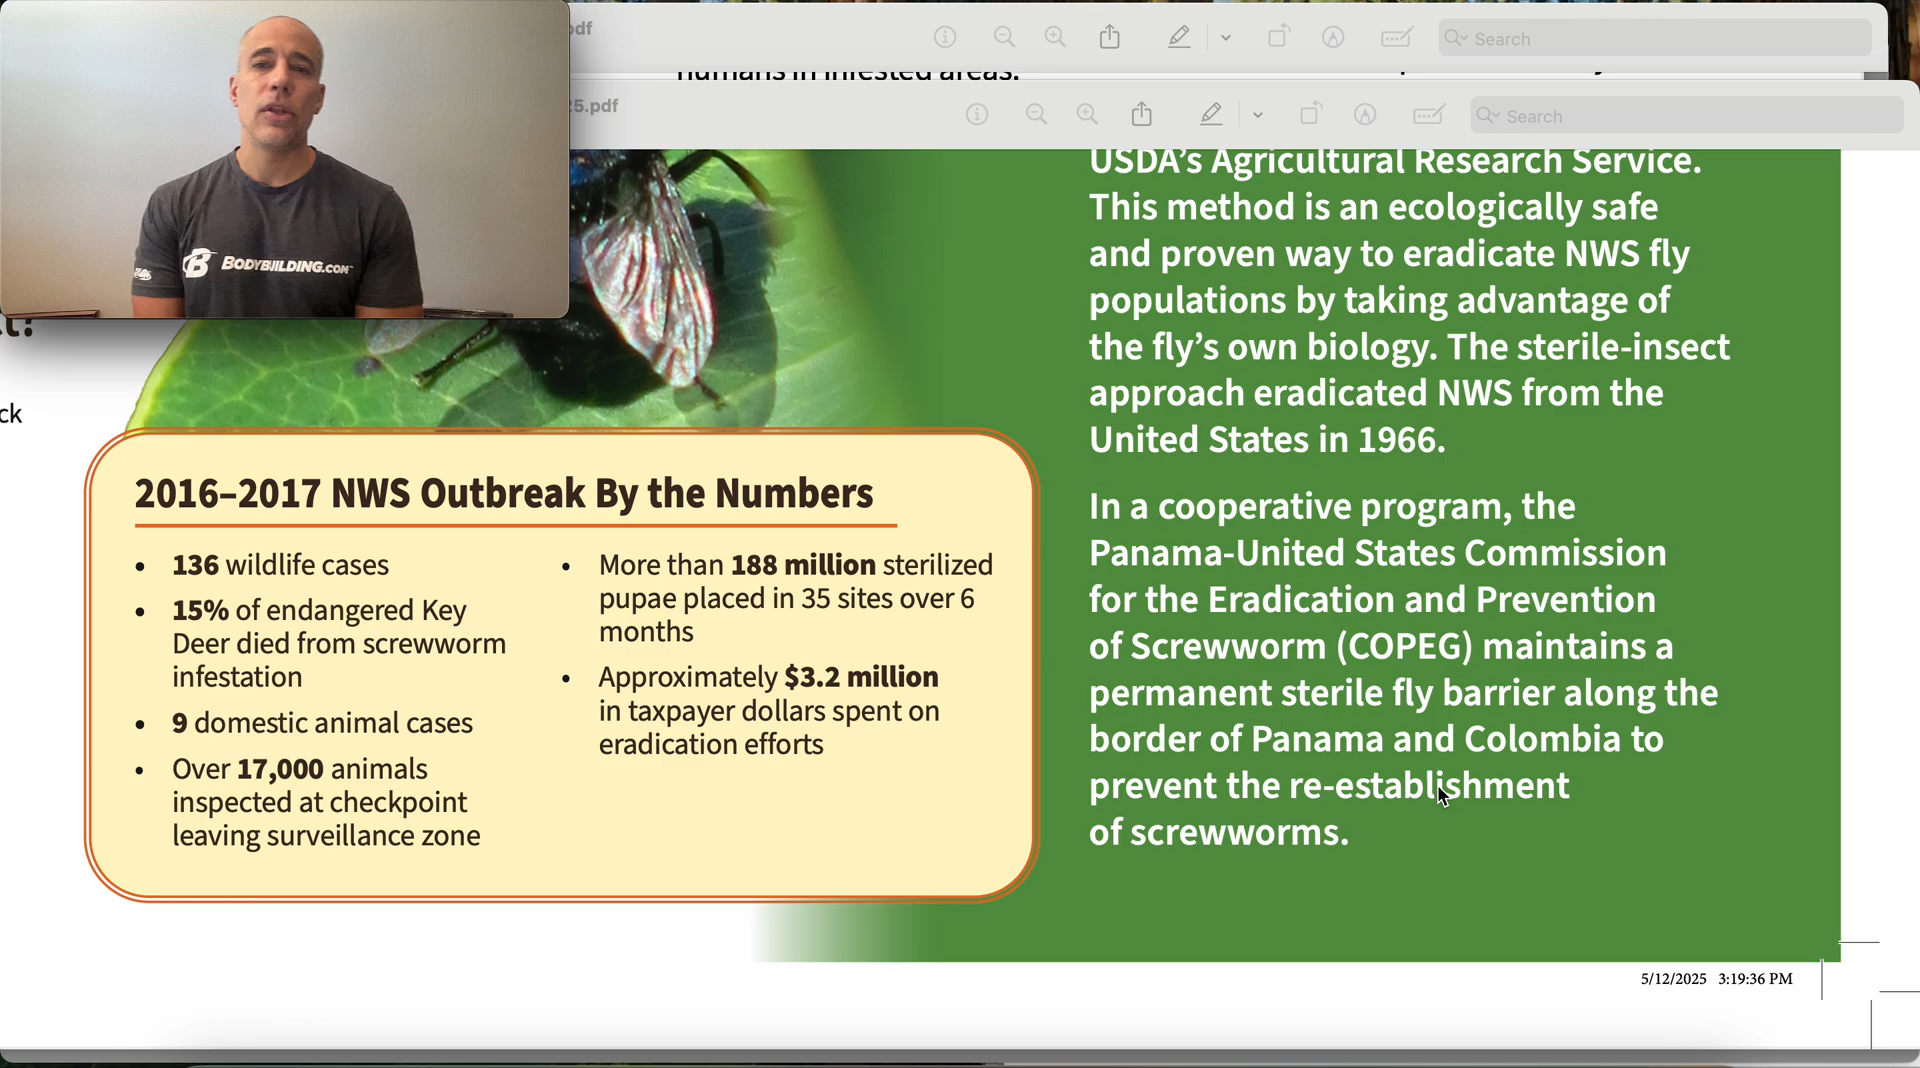 df
Search
humans in infested areas.
5.pdf
Search
BODYBUILDING.COM
ck
USDA’s Agricultural Research Service.
This method is an ecologically safe
and proven way to eradicate NWS fly
populations by taking advantage of
the fly’s own biology. The sterile-insect
approach eradicated NWS from the
United States in 1966.
In a cooperative program, the
Panama-United States Commission
for the Eradication and Prevention
of Screwworm (COPEG) maintains a
permanent sterile fly barrier along the
border of Panama and Colombia to
prevent the re-establishment
of screwworms.
2016–2017 NWS Outbreak By the Numbers
• 136 wildlife cases
• 15% of endangered Key
Deer died from screwworm
infestation
• 9 domestic animal cases
• Over 17,000 animals
inspected at checkpoint
leaving surveillance zone
• More than 188 million sterilized
pupae placed in 35 sites over 6
months
• Approximately $3.2 million
in taxpayer dollars spent on
eradication efforts
5/12/2025 3:19:36 PM